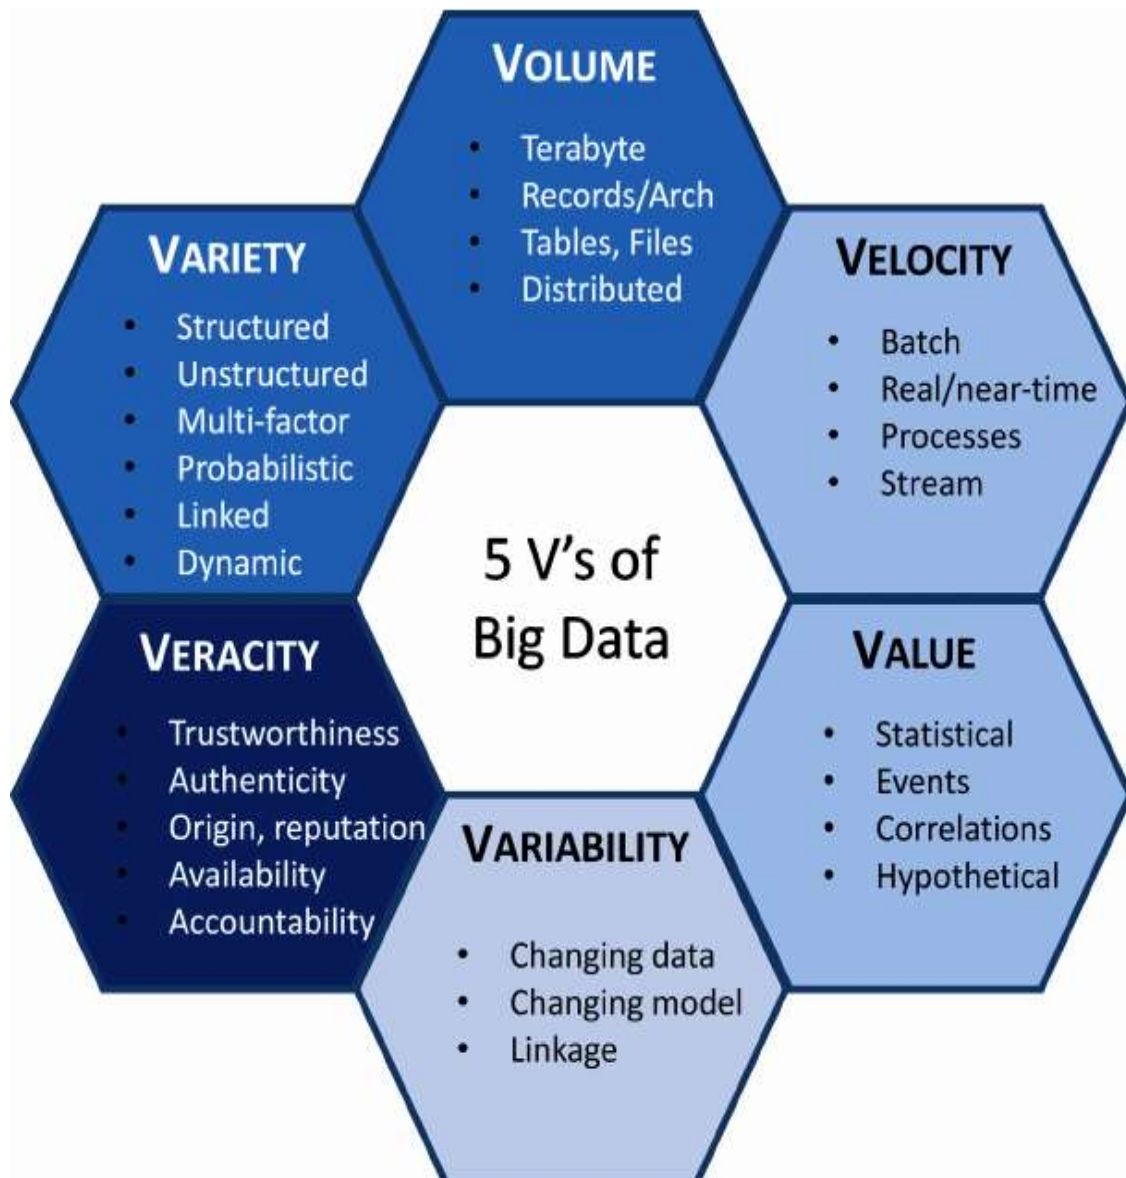 VOLUME
• Terabyte
• Records/Arch
• Tables, Files
• Distributed
VARIETY
• Structured
• Unstructured
• Multi-factor
• Probabilistic
• Linked
• Dynamic
VELOCITY
• Batch
• Real/near-time
• Processes
• Stream
5 V’s of
Big Data
VERACITY
• Trustworthiness
• Authenticity
• Origin, reputation
• Availability
• Accountability
VALUE
• Statistical
• Events
• Correlations
• Hypothetical
VARIABILITY
• Changing data
• Changing model
• Linkage